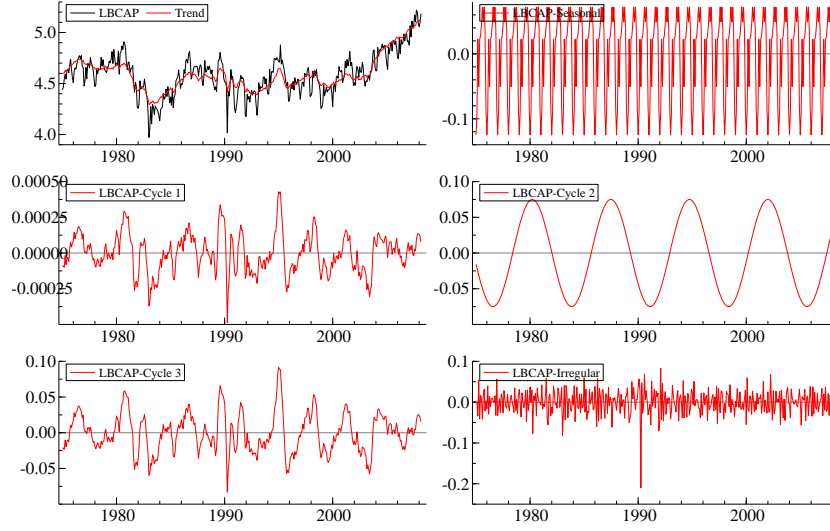 LBCAP Trend
5.0
4.5
4.0
1980 1990 2000
LBCAP-Seasonal
0.0
-0.1
1980 1990 2000
0.00050
LBCAP-Cycle 1
0.00025
0.00000
-0.00025
1980 1990 2000
0.10
LBCAP-Cycle 2
0.05
0.00
-0.05
1980 1990 2000
0.10
LBCAP-Cycle 3
0.05
0.00
-0.05
1980 1990 2000
0.1
LBCAP-Irregular
0.0
-0.1
-0.2
1980 1990 2000